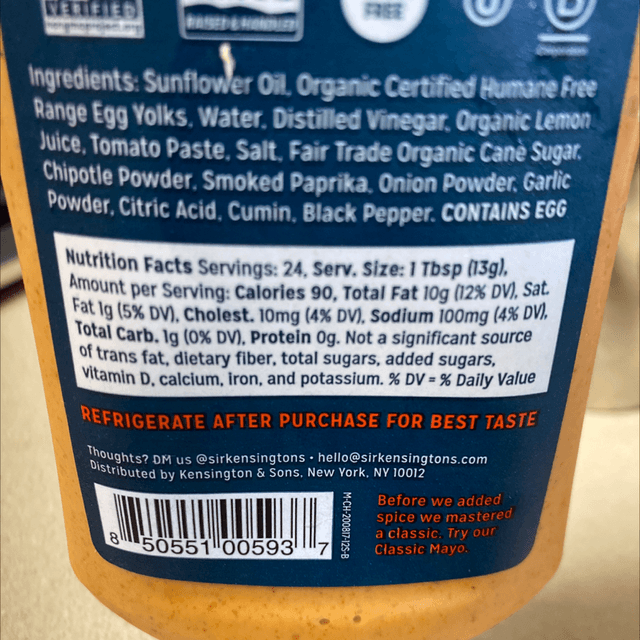 VERIFIED
RAISED & HANDLED
FREE
Ingredients: Sunflower Oil, Organic Certified Humane Free
Range Egg Yolks, Water, Distilled Vinegar, Organic Lemon
Juice, Tomato Paste, Salt, Fair Trade Organic Cane Sugar,
Chipotle Powder, Smoked Paprika, Onion Powder, Garlic
Powder, Citric Acid, Cumin, Black Pepper. CONTAINS EGG
Nutrition Facts Servings: 24, Serv. Size: 1 Tbsp (13g),
Amount per Serving: Calories 90, Total Fat 10g (12% DV), Sat.
Fat 1g (5% DV), Cholest. 10mg (4% DV), Sodium 100mg (4% DV),
Total Carb. 1g (0% DV), Protein 0g. Not a significant source
of trans fat, dietary fiber, total sugars, added sugars,
vitamin D, calcium, iron, and potassium. % DV = % Daily Value
REFRIGERATE AFTER PURCHASE FOR BEST TASTE
Thoughts? DM us @sirkensingtons • hello@sirkensingtons.com
Distributed by Kensington & Sons, New York, NY 10012
8 50551 00593 7
M-CH-200817-12S-B
Before we added
spice we mastered
a classic. Try our
Classic Mayo.